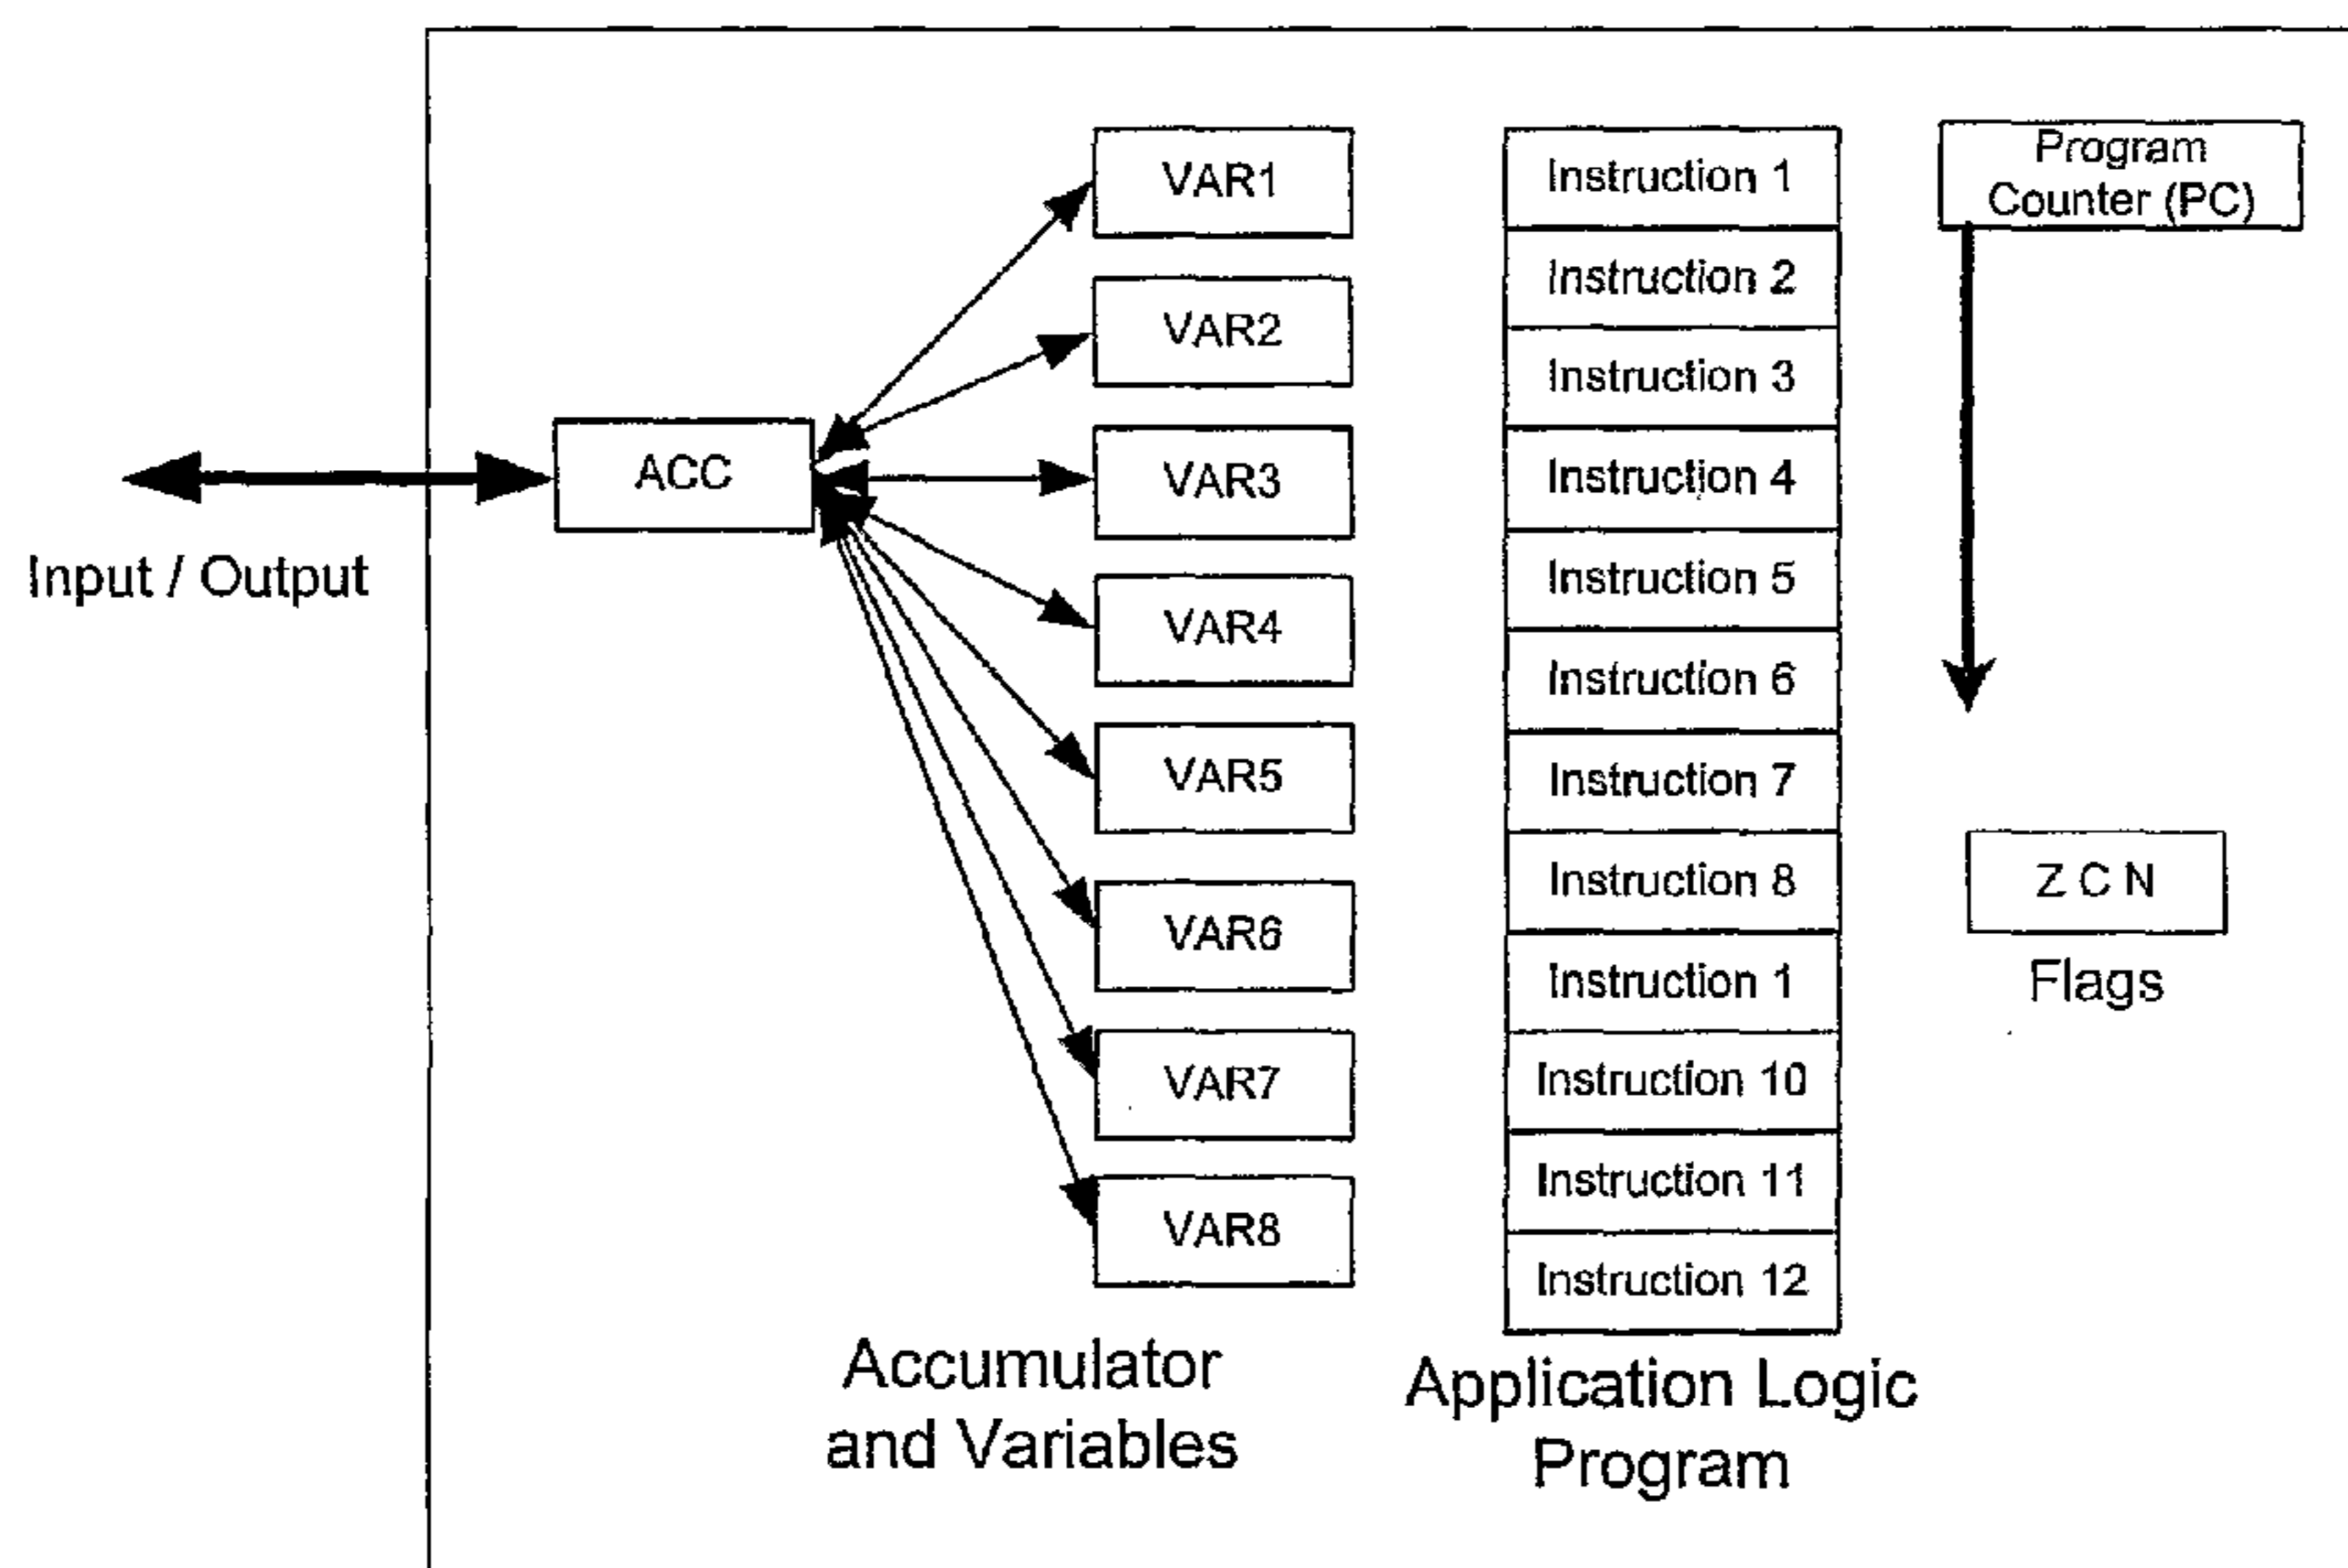 Input / Output
ACC
VAR1
VAR2
VAR3
VAR4
VAR5
VAR6
VAR7
VAR8
Accumulator
and Variables
Instruction 1
Instruction 2
Instruction 3
Instruction 4
Instruction 5
Instruction 6
Instruction 7
Instruction 8
Instruction 1
Instruction 10
Instruction 11
Instruction 12
Application Logic
Program
Program
Counter (PC)
Z C N
Flags